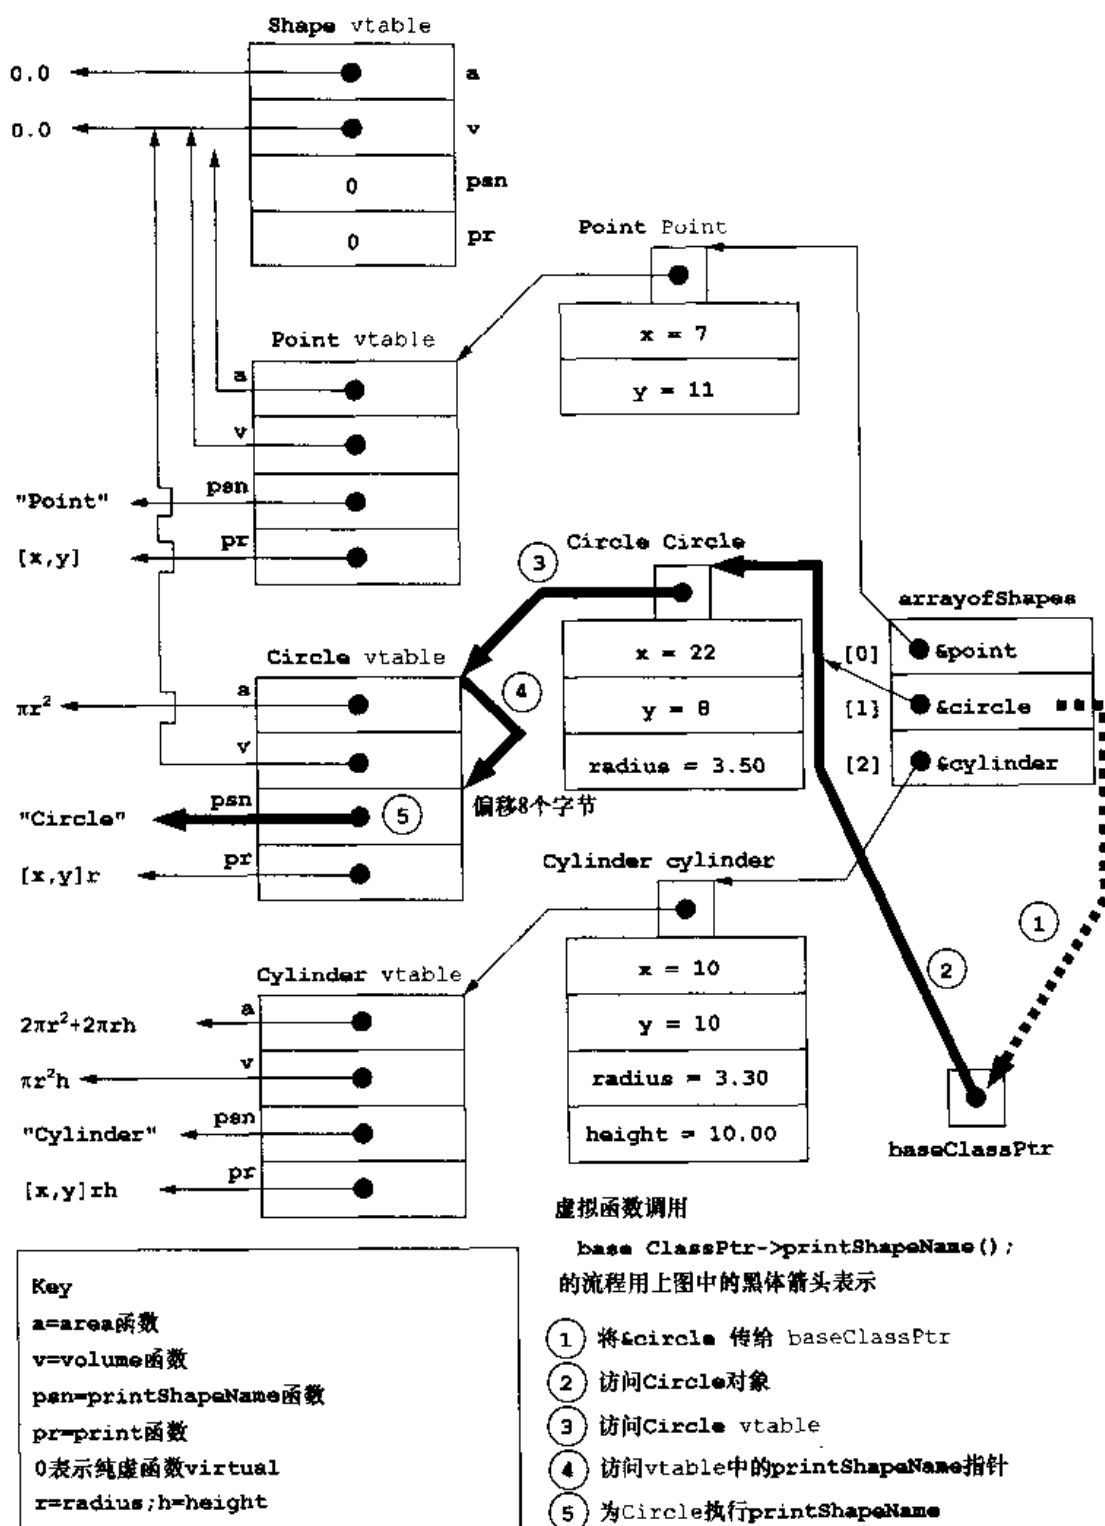 Shape vtable
0.0
a
0.0
v
0
psn
0
pr
Point Point
x = 7
y = 11
Point vtable
a
v
"Point"
psn
[x,y]
pr
Circle Circle
3
x = 22
y = 8
radius = 3.50
arrayofShapes
[0]
&point
[1]
&circle
[2]
&cylinder
Circle vtable
4
πr²
a
v
"Circle"
psn
5
偏移8个字节
[x,y]r
pr
Cylinder cylinder
x = 10
y = 10
radius = 3.30
height = 10.00
1
2
baseClassPtr
Cylinder vtable
2πr²+2πrh
a
πr²h
v
"Cylinder"
psn
[x,y]rh
pr
虚拟函数调用
base ClassPtr->printShapeName();
的流程用上图中的黑体箭头表示
1 将&circle 传给 baseClassPtr
2 访问Circle对象
3 访问Circle vtable
4 访问vtable中的printShapeName指针
5 为Circle执行printShapeName
Key
a=area函数
v=volume函数
psn=printShapeName函数
pr=print函数
0表示纯虚函数virtual
r=radius;h=height